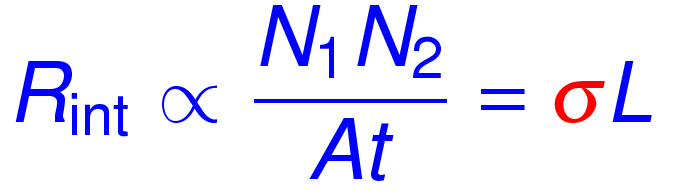 R_int ∝ N_1 N_2 / At = σL